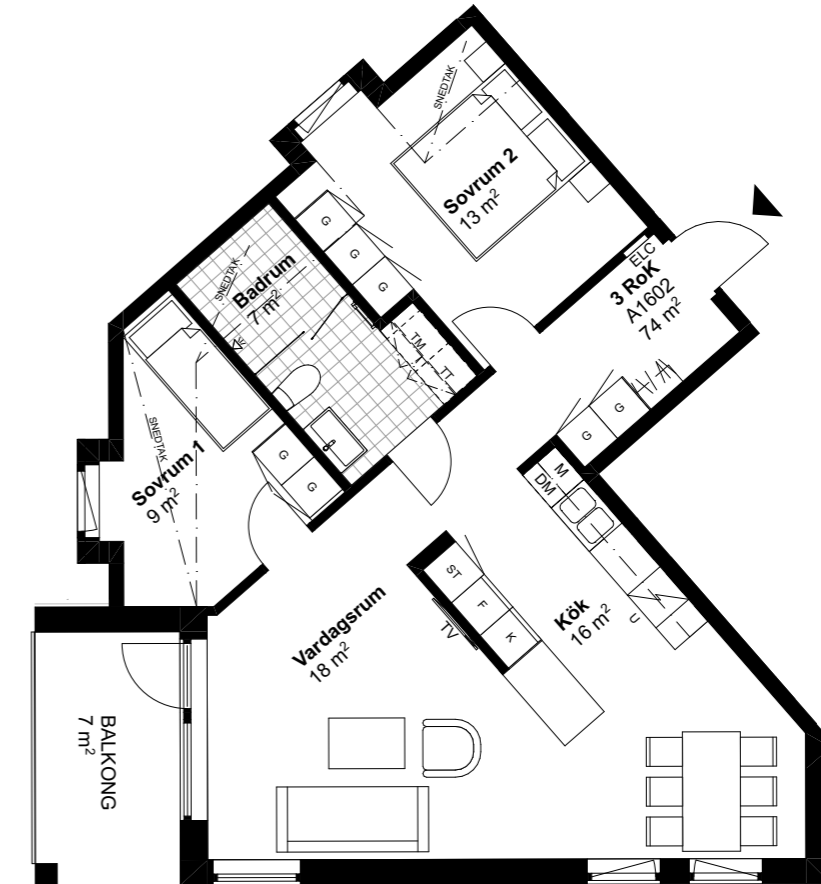 SNEDTAK
Sovrum 2
13 m²
G
G
G
ELC
3 RoK
A1602
74 m²
SNEDTAK
Badrum
7 m²
TM
TT
G
G
SNEDTAK
Sovrum 1
9 m²
G
G
M
DM
ST
F
K
TV
Kök
16 m²
U
Vardagsrum
18 m²
BALKONG
7 m²